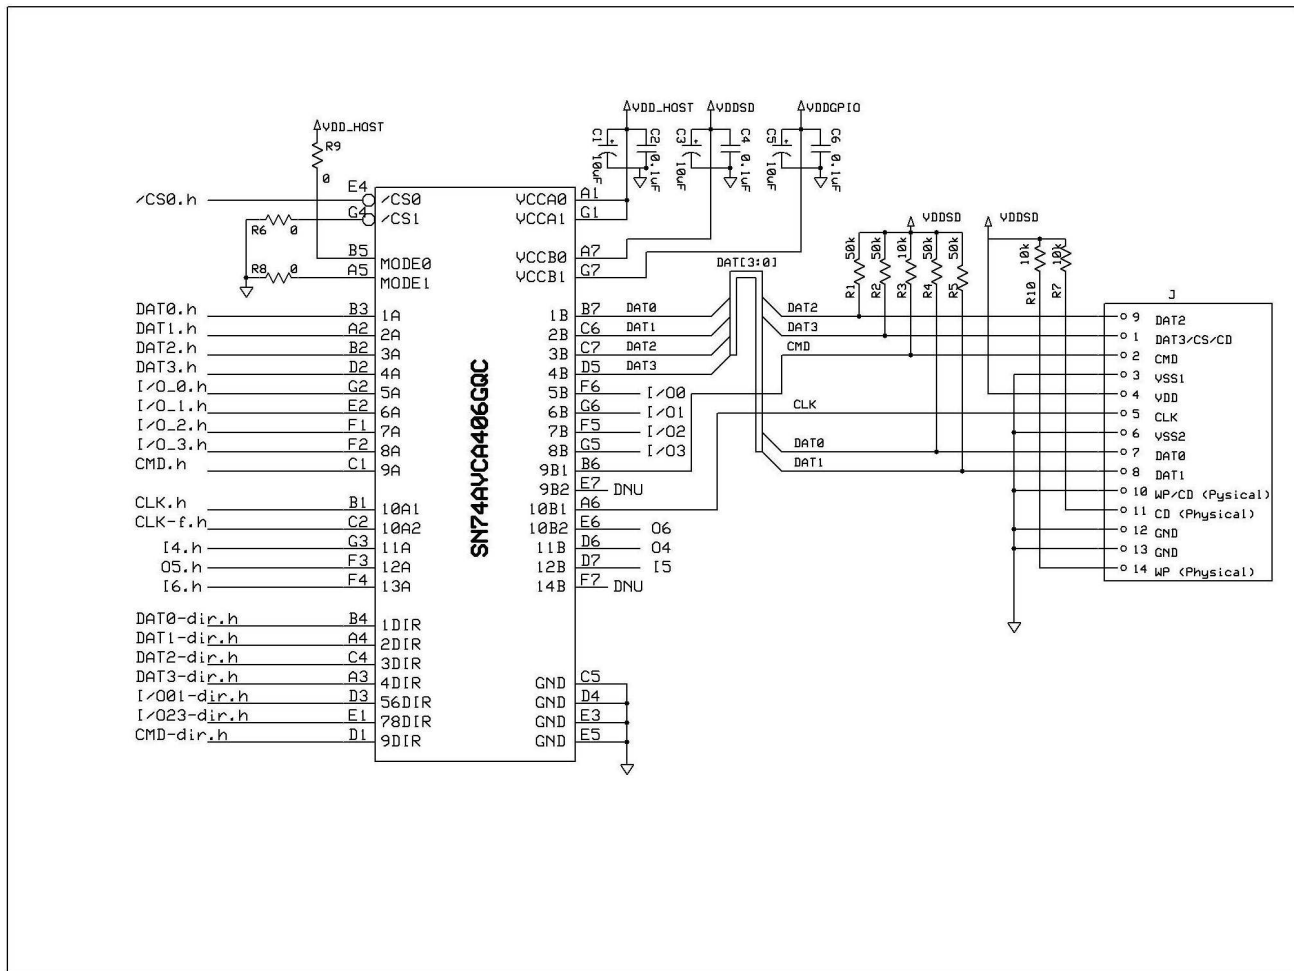 VDD_HOST
R9
0
E4
/CS0.h
/CS0
G4
/CS1
R6 0
B5
MODE0
R8 0
A5
MODE1
DAT0.h B3 1A
DAT1.h A2 2A
DAT2.h B2 3A
DAT3.h D2 4A
I/O_0.h G2 5A
I/O_1.h E2 6A
I/O_2.h F1 7A
I/O_3.h F2 8A
CMD.h C1 9A
CLK.h B1 10A1
CLK-f.h C2 10A2
I4.h G3 11A
O5.h F3 12A
I6.h F4 13A
DAT0-dir.h B4 1DIR
DAT1-dir.h A4 2DIR
DAT2-dir.h C4 3DIR
DAT3-dir.h A3 4DIR
I/O01-dir.h D3 56DIR
I/O23-dir.h E1 78DIR
CMD-dir.h D1 9DIR
SN74AVCA406GQC
VCCA0 A1
VCCA1 G1
VCCB0 A7
VCCB1 G7
1B B7 DAT0
2B C6 DAT1
3B C7 DAT2
4B D5 DAT3
5B F6 I/O0
6B G6 I/O1
7B F5 I/O2
8B G5 I/O3
9B1 B6
9B2 E7 DNU
10B1 A6
10B2 E6 O6
11B D6 O4
12B D7 I5
14B F7 DNU
GND C5
GND D4
GND E3
GND E5
VDD_HOST
C1 10uF
C2 0.1uF
VDDSD
C3 10uF
C4 0.1uF
VDDGPIO
C5 10uF
C6 0.1uF
DAT[3:0]
DAT2
DAT3
CMD
CLK
DAT0
DAT1
VDDSD
R1 50k
R2 50k
R3 10k
R4 50k
R5 50k
VDDSD
R10 10k
R7 10k
J
9 DAT2
1 DAT3/CS/CD
2 CMD
3 VSS1
4 VDD
5 CLK
6 VSS2
7 DAT0
8 DAT1
10 WP/CD (Pysical)
11 CD (Physical)
12 GND
13 GND
14 WP (Physical)